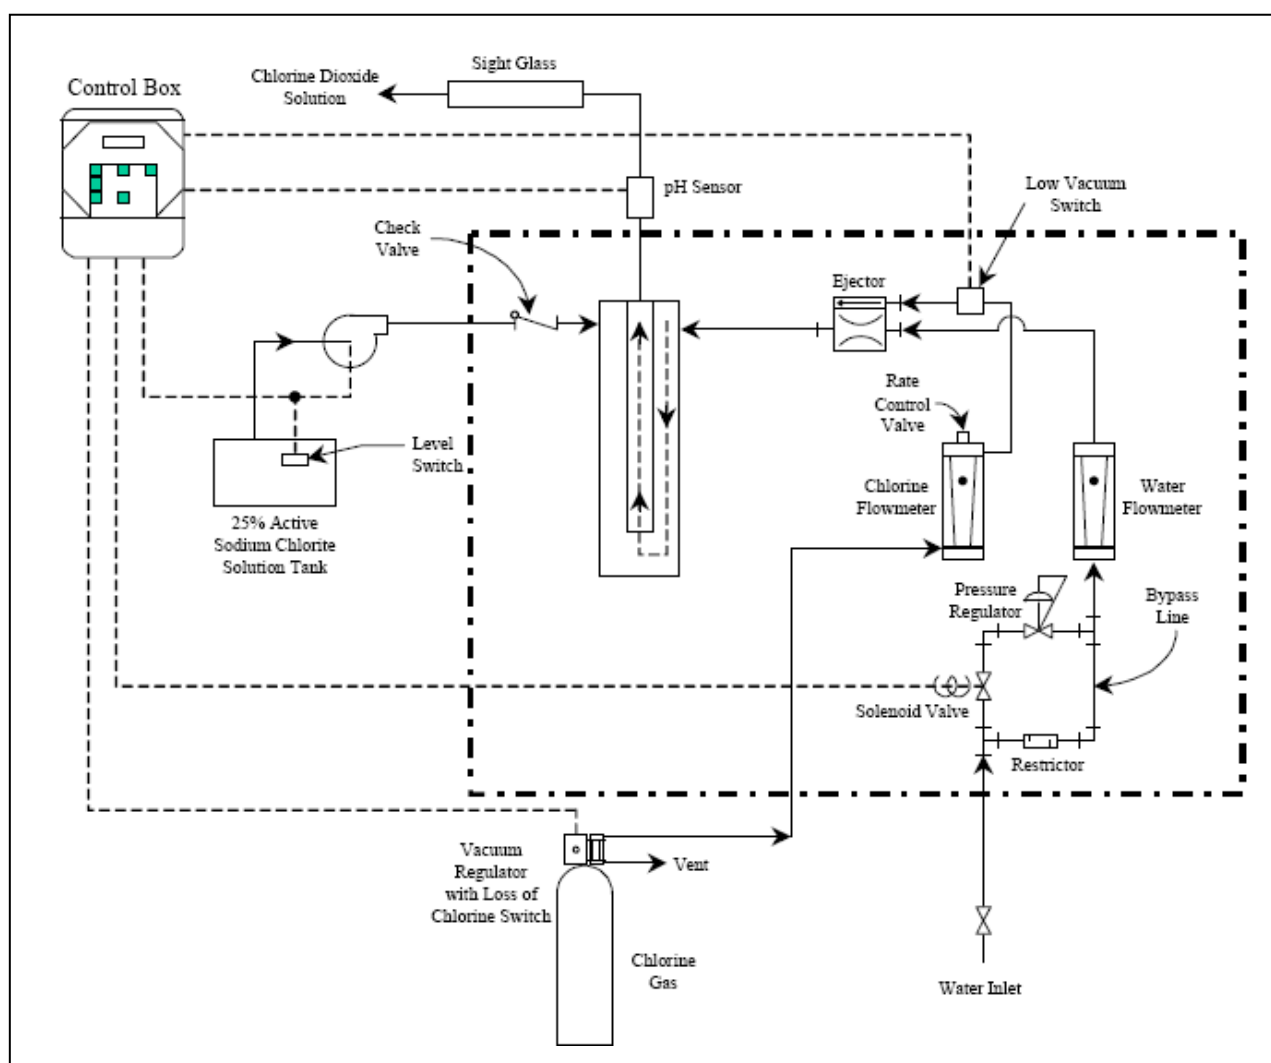 Sight Glass
Chlorine Dioxide
Solution
Control Box
pH Sensor
Low Vacuum
Switch
Check
Valve
Ejector
Rate
Control
Valve
Level
Switch
Chlorine
Flowmeter
Water
Flowmeter
25% Active
Sodium Chlorite
Solution Tank
Pressure
Regulator
Bypass
Line
Solenoid Valve
Restrictor
Vacuum
Regulator
with Loss of
Chlorine Switch
Vent
Chlorine
Gas
Water Inlet